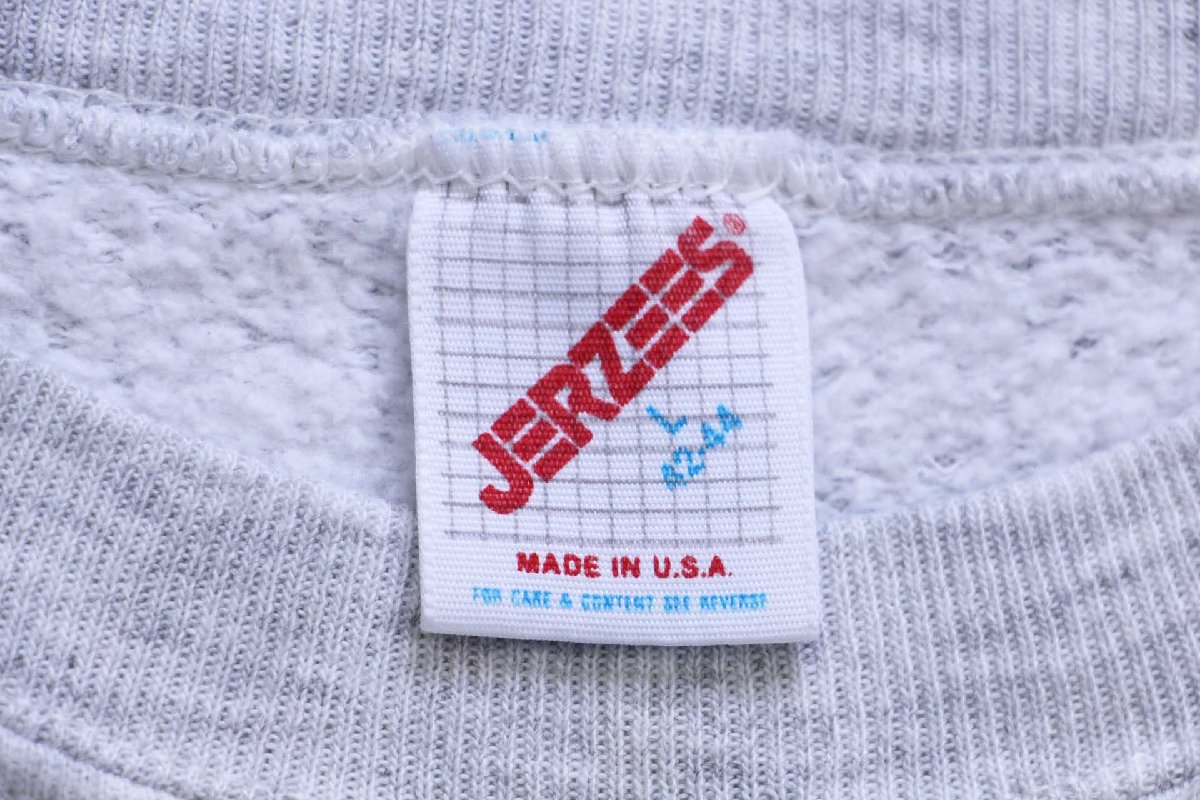 JERZEES®
L
42-44
MADE IN U.S.A.
FOR CARE & CONTENT SEE REVERSE